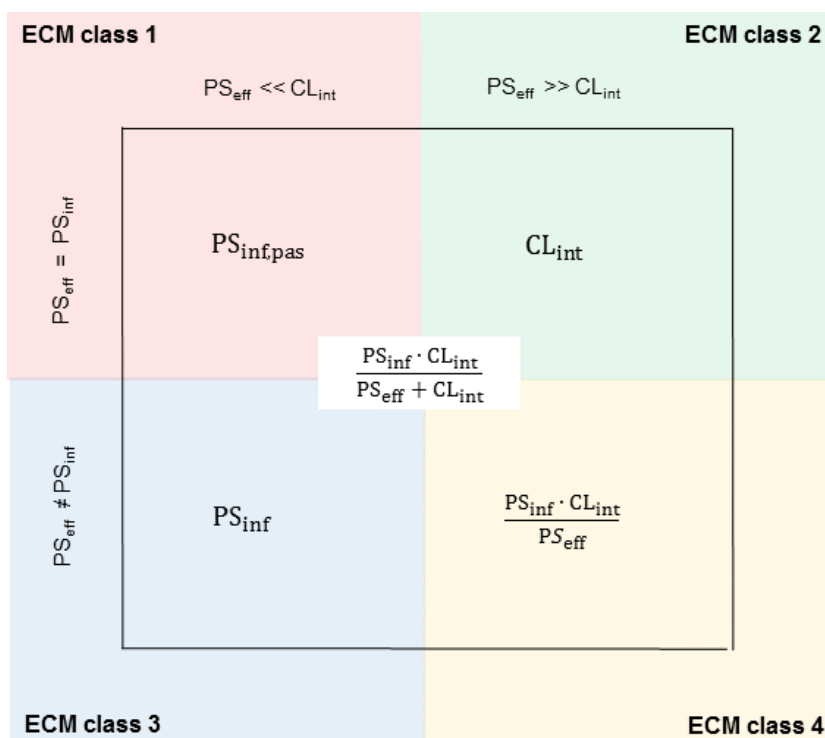 ECM class 1
ECM class 2
PS_eff << CL_int
PS_eff >> CL_int
PS_eff = PS_inf
PS_inf,pas
CL_int
PS_inf · CL_int
PS_eff + CL_int
PS_eff ≠ PS_inf
PS_inf
PS_inf · CL_int
PS_eff
ECM class 3
ECM class 4